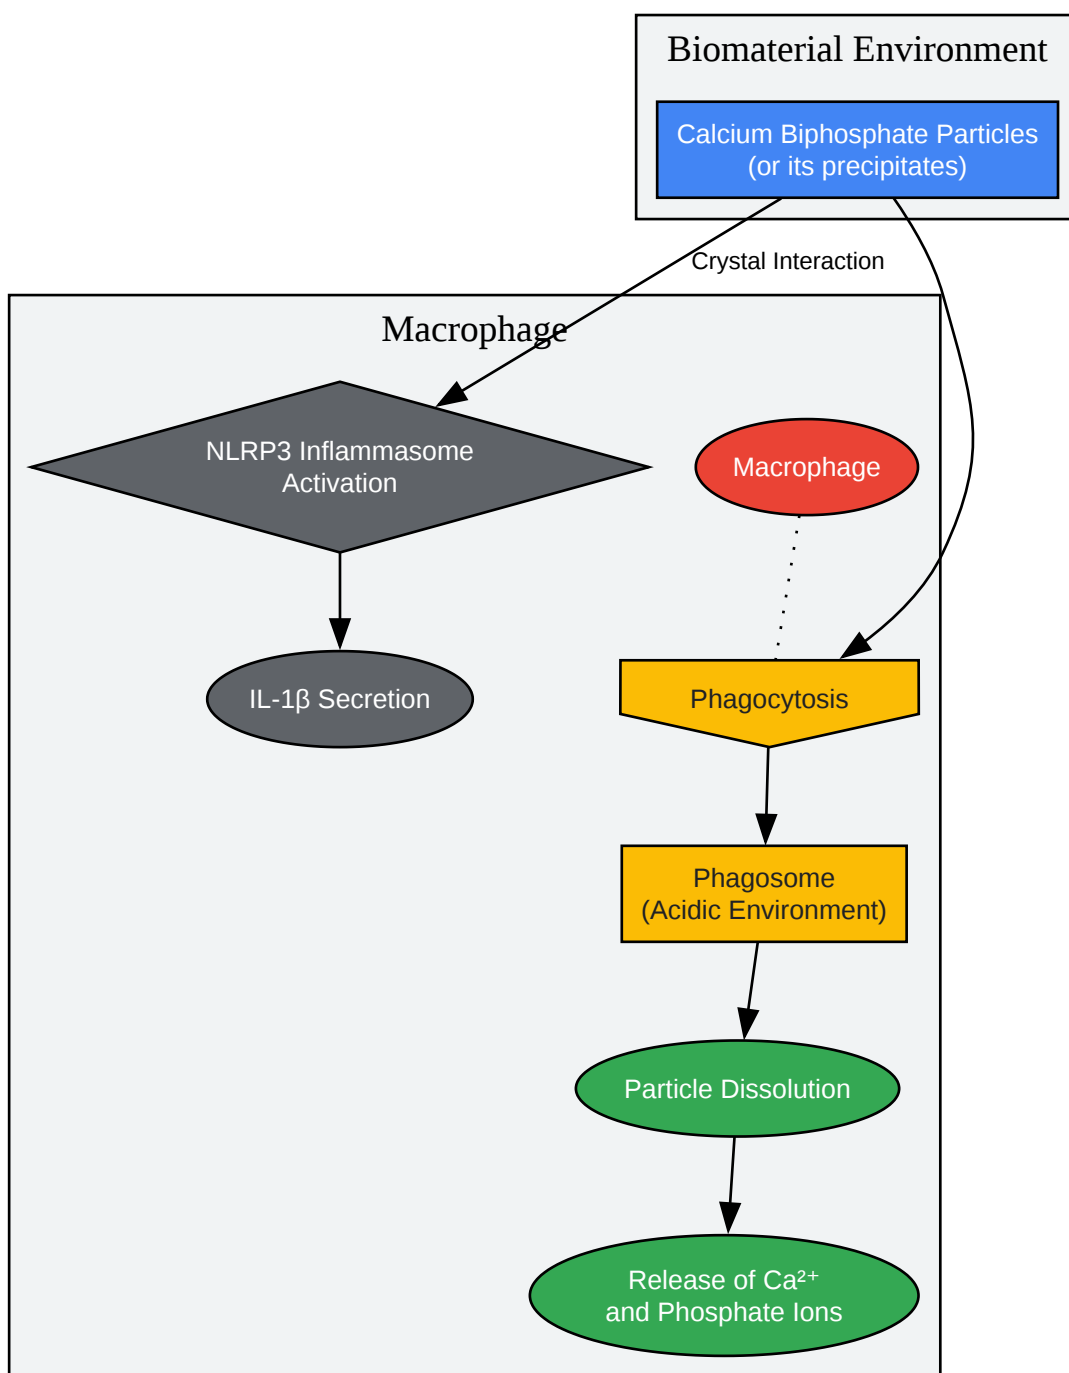 Biomaterial Environment
Calcium Biphosphate Particles
(or its precipitates)
Crystal Interaction
Macrophage
NLRP3 Inflammasome
Activation
Macrophage
IL-1β Secretion
Phagocytosis
Phagosome
(Acidic Environment)
Particle Dissolution
Release of Ca²⁺
and Phosphate Ions